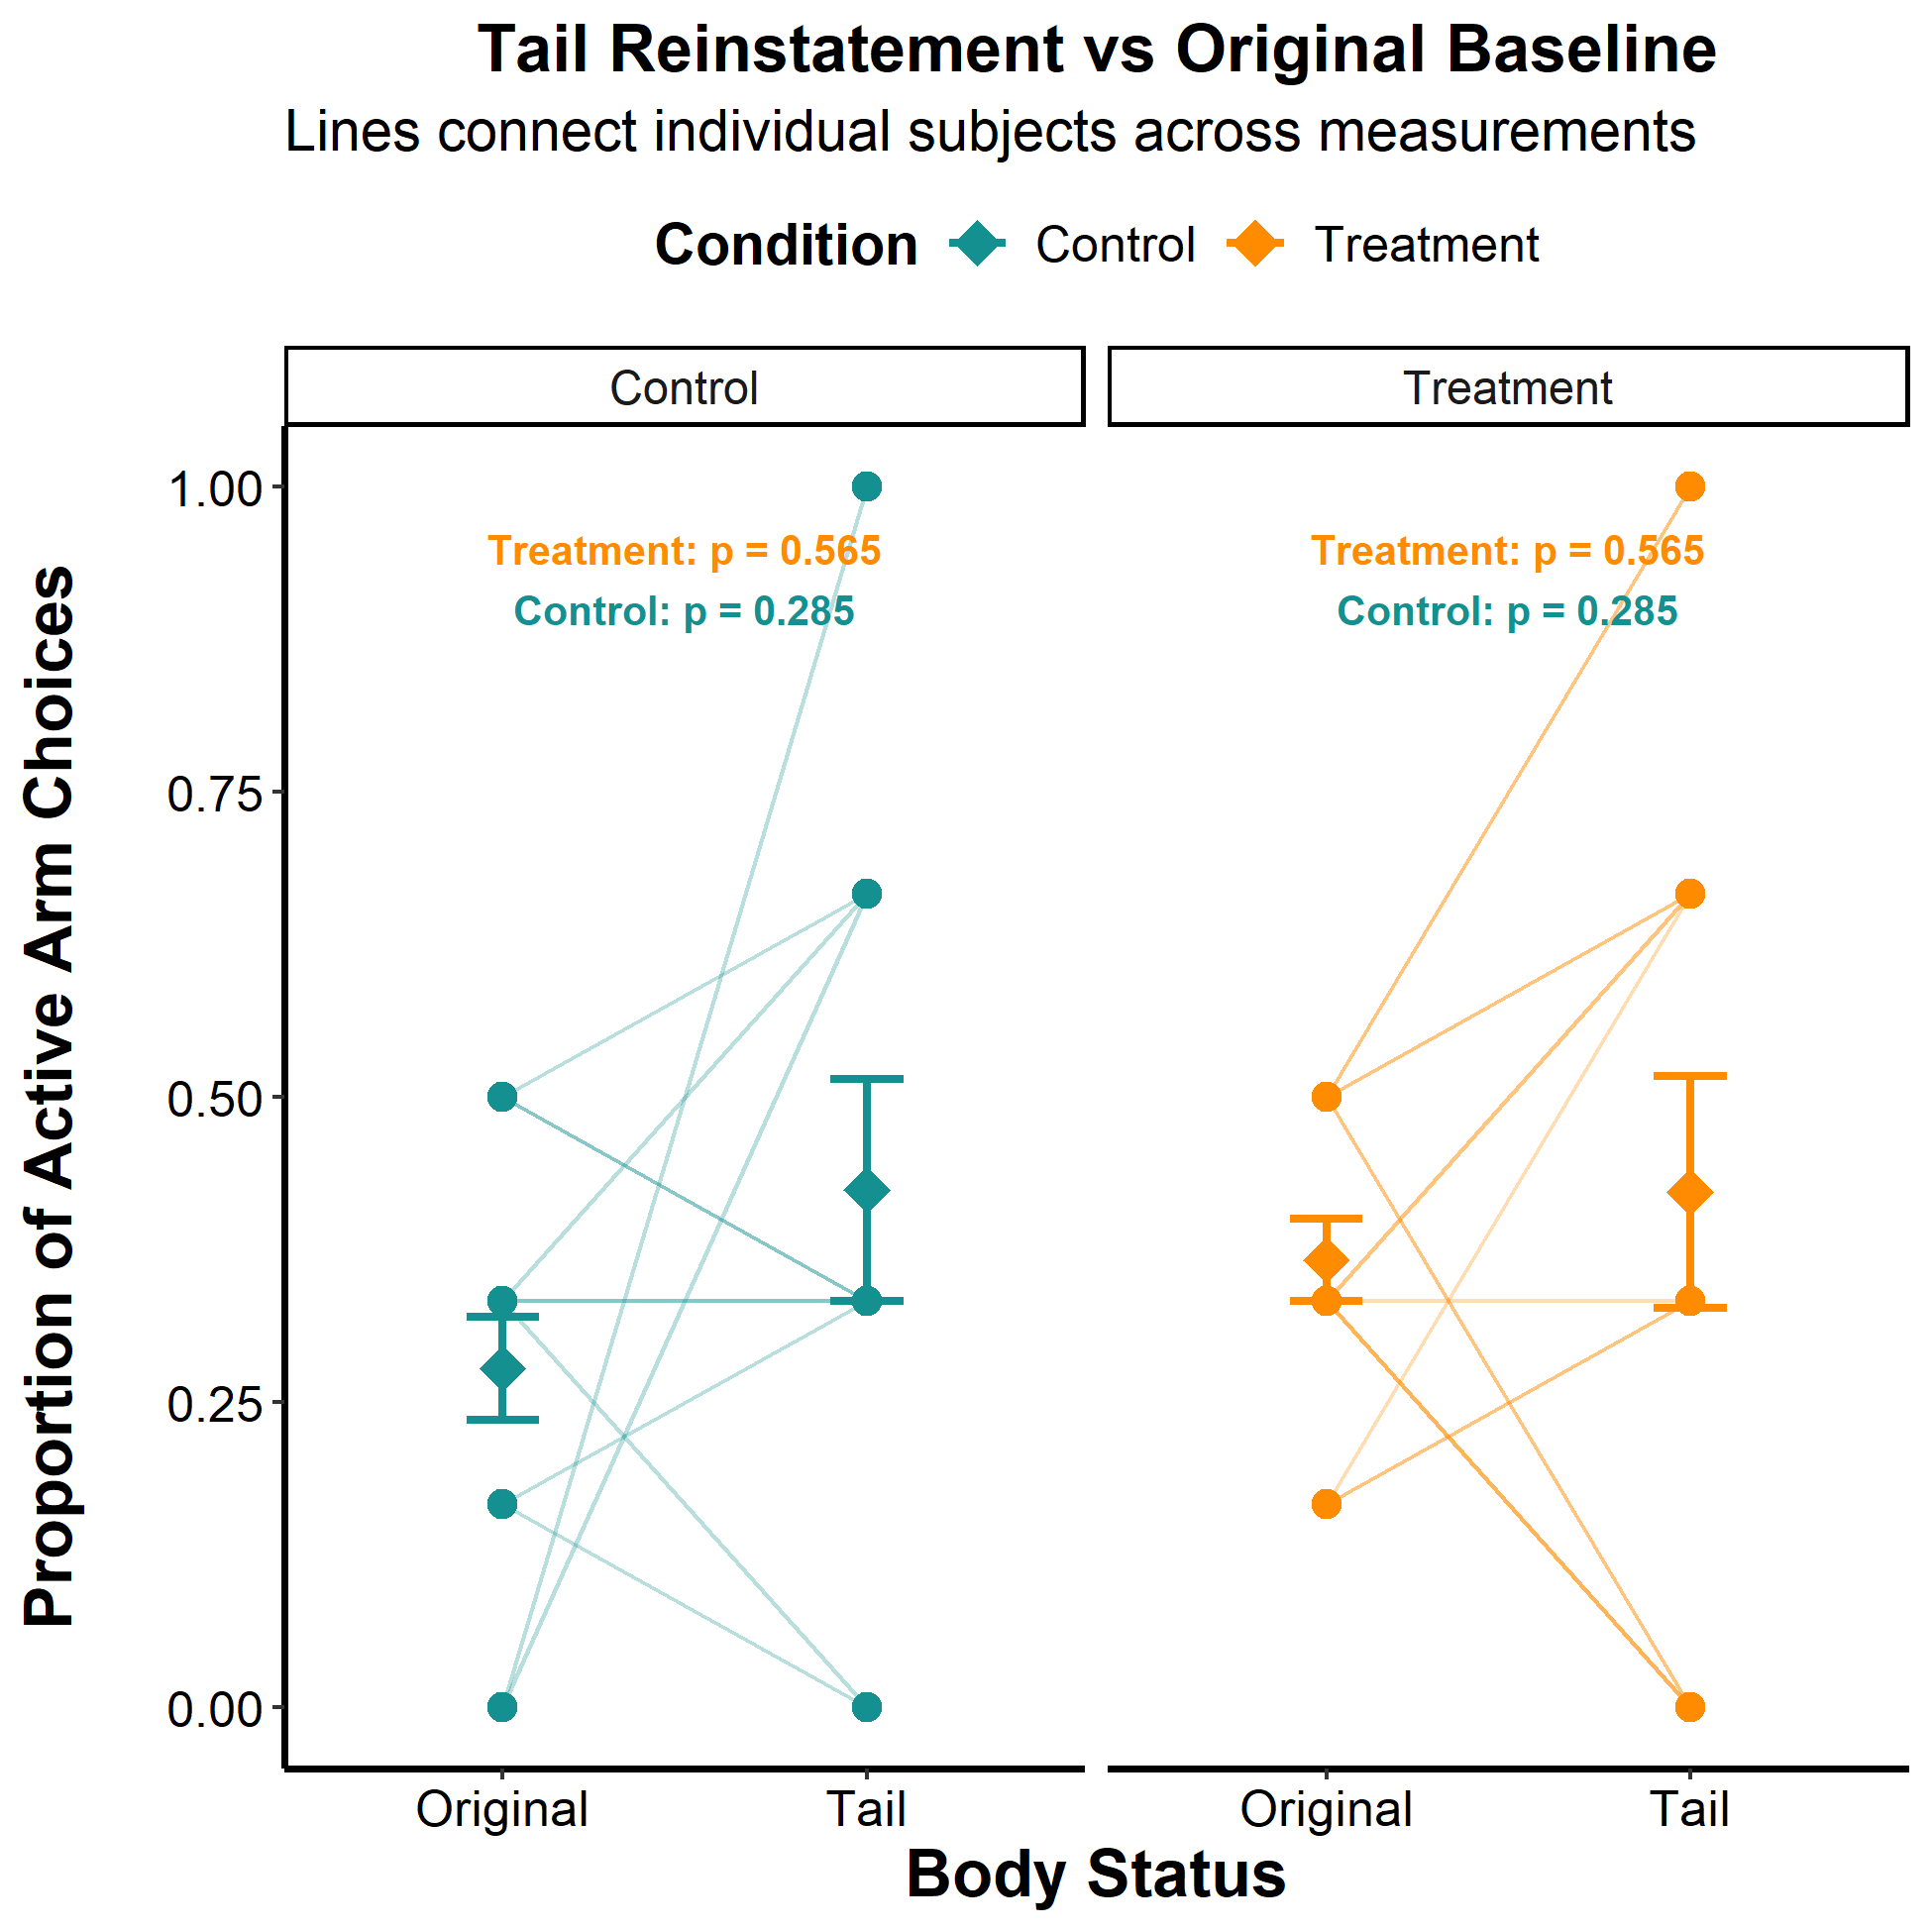 Tail Reinstatement vs Original Baseline
Lines connect individual subjects across measurements
Condition Control Treatment
Control Treatment
1.00
Treatment: p = 0.565 Treatment: p = 0.565
Control: p = 0.285 Control: p = 0.285
0.75
0.50
0.25
0.00
Proportion of Active Arm Choices
Original Tail Original Tail
Body Status